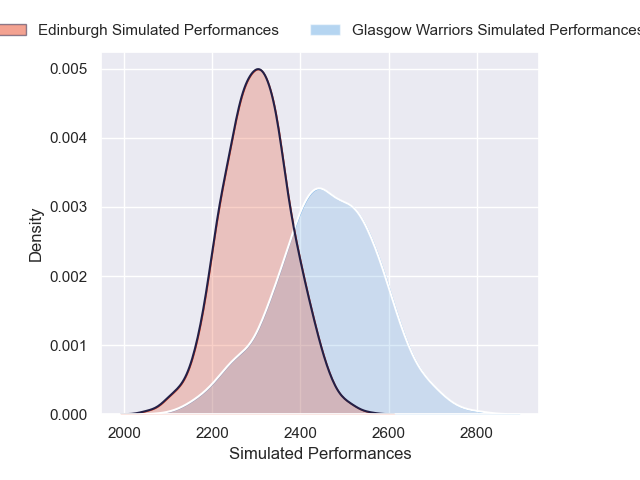 Edinburgh Simulated Performances
Glasgow Warriors Simulated Performances
0.005
0.004
0.003
0.002
0.001
0.000
Density
2000 2200 2400 2600 2800
Simulated Performances